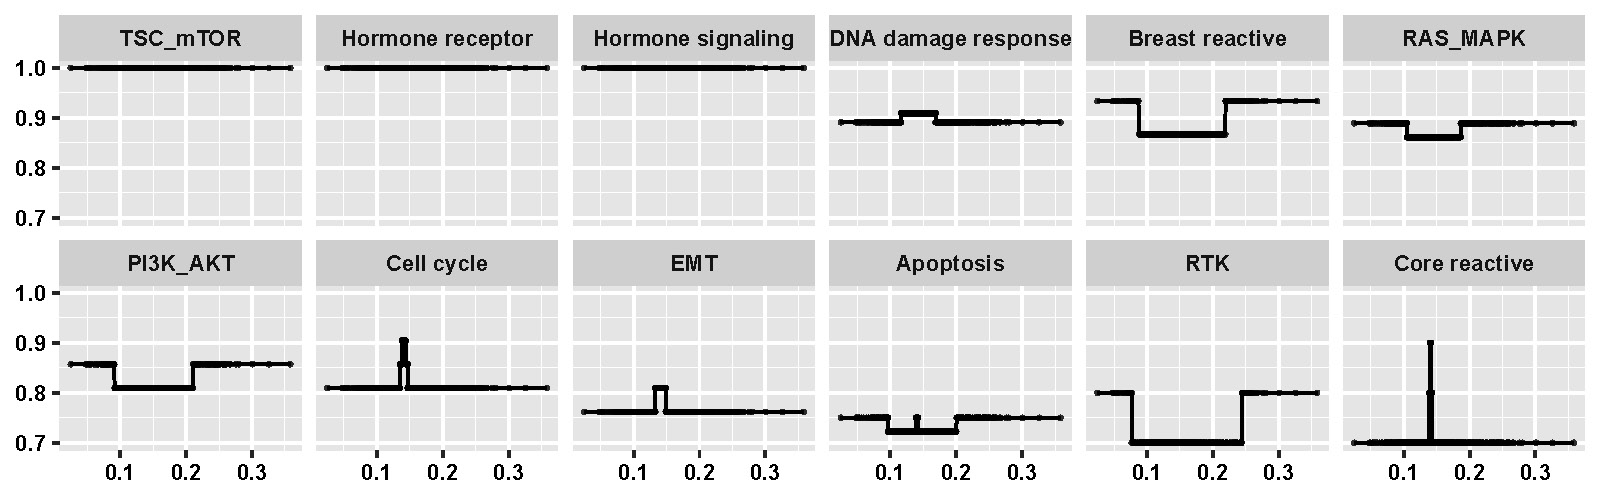 TSC_mTOR
Hormone receptor
Hormone signaling
DNA damage response
Breast reactive
RAS_MAPK
1.0
0.9
0.8
0.7
PI3K_AKT
Cell cycle
EMT
Apoptosis
RTK
Core reactive
1.0
0.9
0.8
0.7
0.1 0.2 0.3
0.1 0.2 0.3
0.1 0.2 0.3
0.1 0.2 0.3
0.1 0.2 0.3
0.1 0.2 0.3